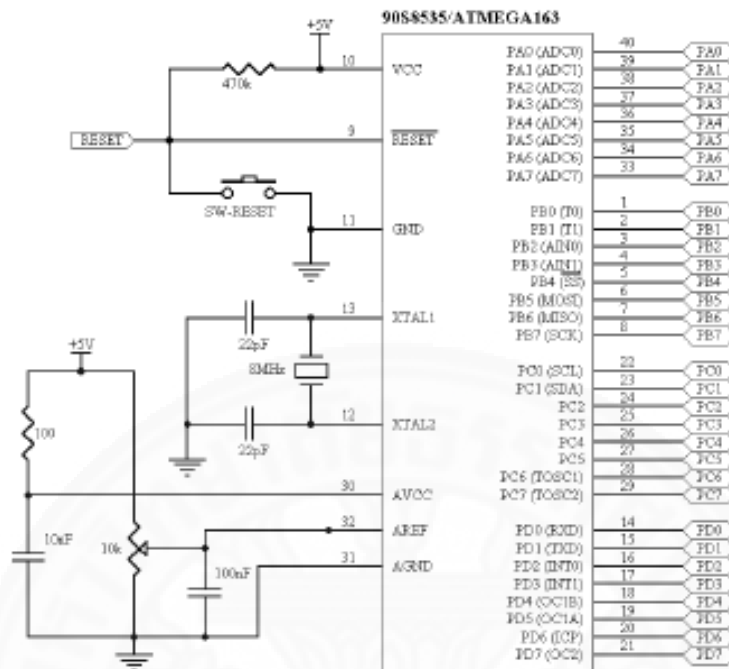 90S8535/ATMEGA163
+5V
10
VCC
470k
RESET
9
RESET
SW-RESET
11
GND
13
XTAL1
22pF
8MHz
12
XTAL2
22pF
+5V
100
30
AVCC
10nF
10k
32
AREF
100nF
31
AGND
PA0 (ADC0) 40 PA0
PA1 (ADC1) 39 PA1
PA2 (ADC2) 38 PA2
PA3 (ADC3) 37 PA3
PA4 (ADC4) 36 PA4
PA5 (ADC5) 35 PA5
PA6 (ADC6) 34 PA6
PA7 (ADC7) 33 PA7
PB0 (T0) 1 PB0
PB1 (T1) 2 PB1
PB2 (AIN0) 3 PB2
PB3 (AIN1) 4 PB3
PB4 (SS) 5 PB4
PB5 (MOSI) 6 PB5
PB6 (MISO) 7 PB6
PB7 (SCK) 8 PB7
PC0 (SCL) 22 PC0
PC1 (SDA) 23 PC1
PC2 24 PC2
PC3 25 PC3
PC4 26 PC4
PC5 27 PC5
PC6 (TOSC1) 28 PC6
PC7 (TOSC2) 29 PC7
PD0 (RXD) 14 PD0
PD1 (TXD) 15 PD1
PD2 (INT0) 16 PD2
PD3 (INT1) 17 PD3
PD4 (OC1B) 18 PD4
PD5 (OC1A) 19 PD5
PD6 (ICP) 20 PD6
PD7 (OC2) 21 PD7